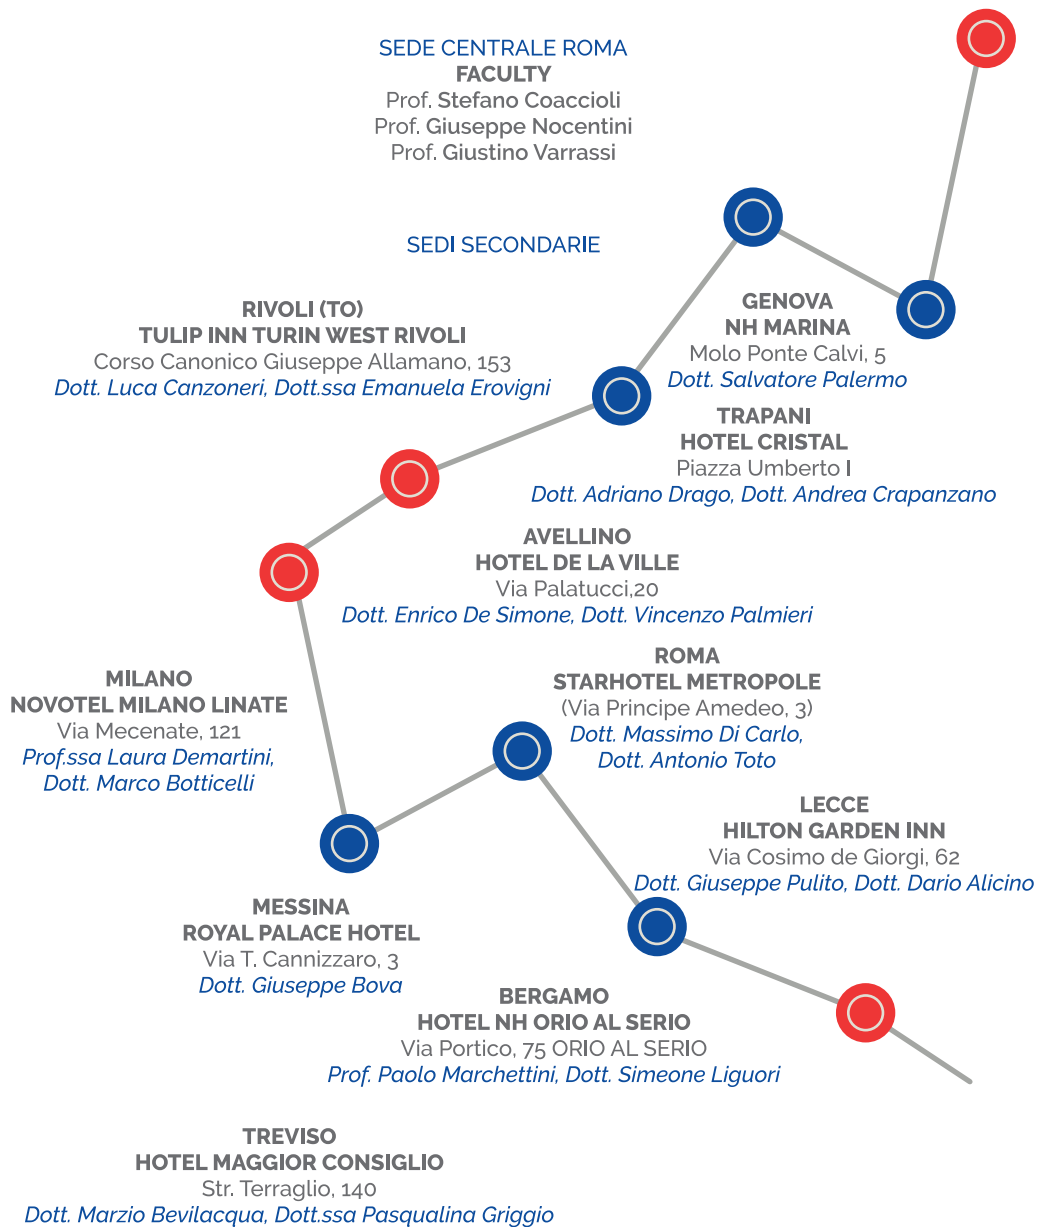 SEDE CENTRALE ROMA
FACULTY
Prof. Stefano Coaccioli
Prof. Giuseppe Nocentini
Prof. Giustino Varrassi
SEDI SECONDARIE
RIVOLI (TO)
TULIP INN TURIN WEST RIVOLI
Corso Canonico Giuseppe Allamano, 153
Dott. Luca Canzoneri, Dott.ssa Emanuela Erovigni
GENOVA
NH MARINA
Molo Ponte Calvi, 5
Dott. Salvatore Palermo
TRAPANI
HOTEL CRISTAL
Piazza Umberto I
Dott. Adriano Drago, Dott. Andrea Crapanzano
AVELLINO
HOTEL DE LA VILLE
Via Palatucci,20
Dott. Enrico De Simone, Dott. Vincenzo Palmieri
MILANO
NOVOTEL MILANO LINATE
Via Mecenate, 121
Prof.ssa Laura Demartini,
Dott. Marco Botticelli
ROMA
STARHOTEL METROPOLE
(Via Principe Amedeo, 3)
Dott. Massimo Di Carlo,
Dott. Antonio Toto
LECCE
HILTON GARDEN INN
Via Cosimo de Giorgi, 62
Dott. Giuseppe Pulito, Dott. Dario Alicino
MESSINA
ROYAL PALACE HOTEL
Via T. Cannizzaro, 3
Dott. Giuseppe Bova
BERGAMO
HOTEL NH ORIO AL SERIO
Via Portico, 75 ORIO AL SERIO
Prof. Paolo Marchettini, Dott. Simeone Liguori
TREVISO
HOTEL MAGGIOR CONSIGLIO
Str. Terraglio, 140
Dott. Marzio Bevilacqua, Dott.ssa Pasqualina Griggio